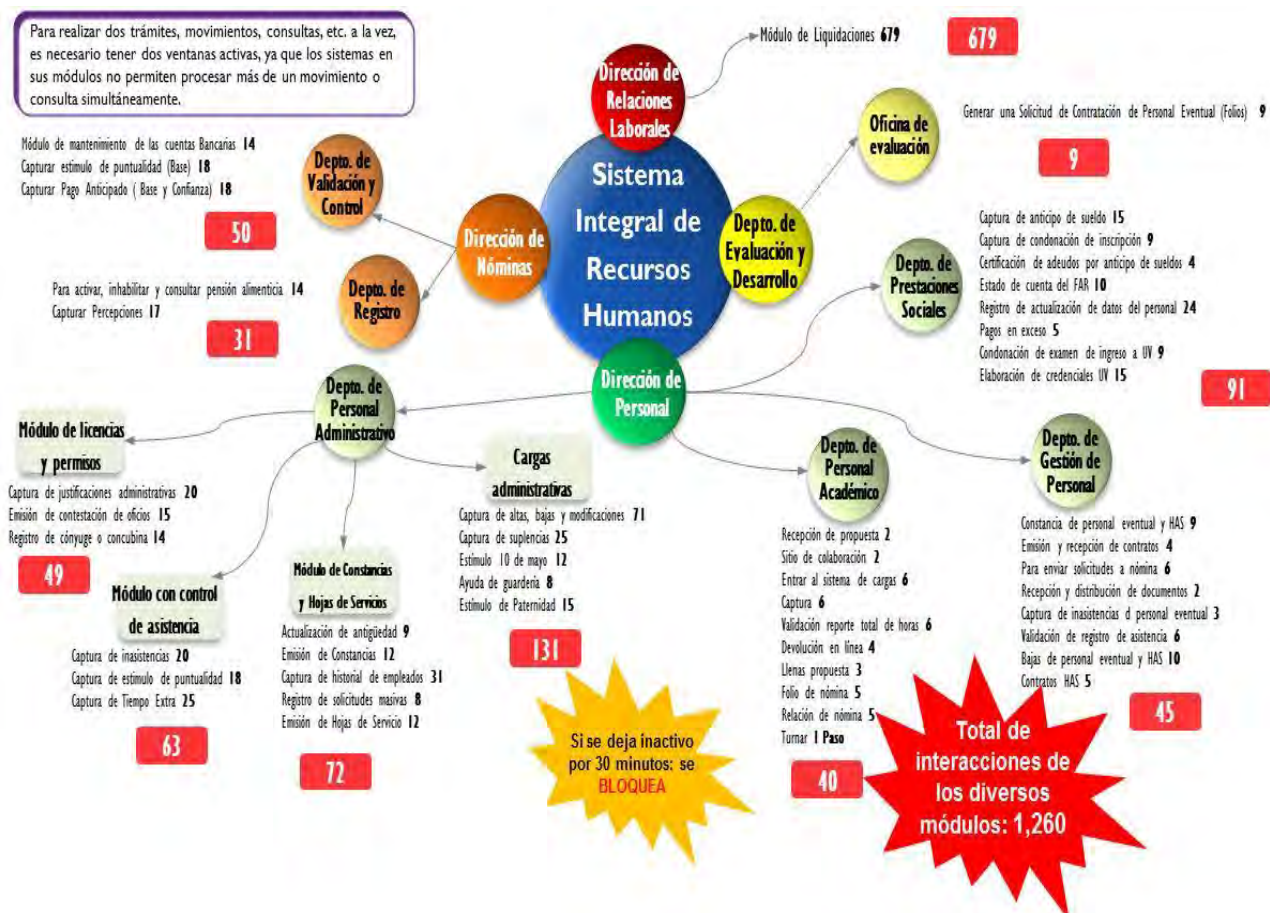 Para realizar dos trámites, movimientos, consultas, etc. a la vez,
es necesario tener dos ventanas activas, ya que los sistemas en
sus módulos no permiten procesar más de un movimiento o
consulta simultáneamente.
Dirección de
Relaciones
Laborales
Módulo de Liquidaciones 679
679
Sistema
Integral de
Recursos
Humanos
Oficina de
evaluación
Generar una Solicitud de Contratación de Personal Eventual (Folios) 9
9
Depto. de
Evaluación y
Desarrollo
Módulo de mantenimiento de las cuentas Bancarias 14
Capturar estimulo de puntualidad (Base) 18
Capturar Pago Anticipado ( Base y Confianza) 18
50
Depto. de
Validación y
Control
Dirección de
Nóminas
Depto. de
Registro
Para activar, inhabilitar y consultar pensión alimenticia 14
Capturar Percepciones 17
31
Depto. de
Prestaciones
Sociales
Captura de anticipo de sueldo 15
Captura de condonación de inscripción 9
Certificación de adeudos por anticipo de sueldos 4
Estado de cuenta del FAR 10
Registro de actualización de datos del personal 24
Pagos en exceso 5
Condonación de examen de ingreso a UV 9
Elaboración de credenciales UV 15
91
Dirección de
Personal
Depto. de
Personal
Administrativo
Módulo de licencias
y permisos
Captura de justificaciones administrativas 20
Emisión de contestación de oficios 15
Registro de cónyuge o concubina 14
49
Módulo con control
de asistencia
Captura de inasistencias 20
Captura de estimulo de puntualidad 18
Captura de Tiempo Extra 25
63
Módulo de Constancias
y Hojas de Servicios
Actualización de antigüedad 9
Emisión de Constancias 12
Captura de historial de empleados 31
Registro de solicitudes masivas 8
Emisión de Hojas de Servicio 12
72
Cargas
administrativas
Captura de altas, bajas y modificaciones 71
Captura de suplencias 25
Estímulo 10 de mayo 12
Ayuda de guardería 8
Estímulo de Paternidad 15
131
Depto. de
Personal
Académico
Recepción de propuesta 2
Sitio de colaboración 2
Entrar al sistema de cargas 6
Captura 6
Validación reporte total de horas 6
Devolución en línea 4
Llenas propuesta 3
Folio de nómina 5
Relación de nómina 5
Turnar 1 Paso
40
Depto. de
Gestión de
Personal
Constancia de personal eventual y HAS 9
Emisión y recepción de contratos 4
Para enviar solicitudes a nómina 6
Recepción y distribución de documentos 2
Captura de inasistencias d personal eventual 3
Validación de registro de asistencia 6
Bajas de personal eventual y HAS 10
Contratos HAS 5
45
Si se deja inactivo
por 30 minutos: se
BLOQUEA
Total de
interacciones de
los diversos
módulos: 1,260